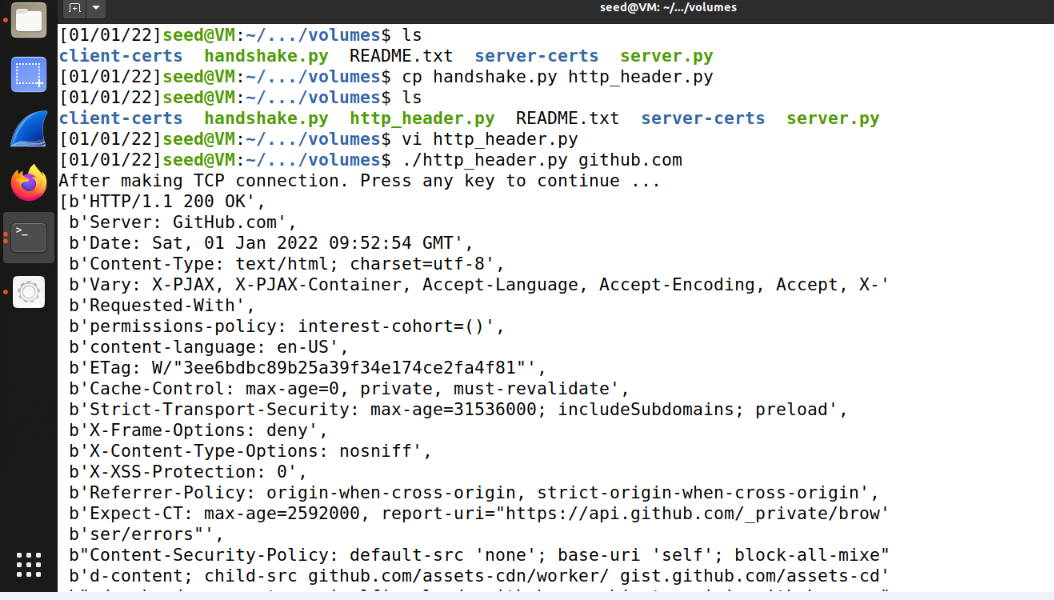 seed@VM: ~/.../volumes
[01/01/22]seed@VM:~/.../volumes$ ls
client-certs handshake.py README.txt server-certs server.py
[01/01/22]seed@VM:~/.../volumes$ cp handshake.py http_header.py
[01/01/22]seed@VM:~/.../volumes$ ls
client-certs handshake.py http_header.py README.txt server-certs server.py
[01/01/22]seed@VM:~/.../volumes$ vi http_header.py
[01/01/22]seed@VM:~/.../volumes$ ./http_header.py github.com
After making TCP connection. Press any key to continue ...
[b'HTTP/1.1 200 OK',
b'Server: GitHub.com',
b'Date: Sat, 01 Jan 2022 09:52:54 GMT',
b'Content-Type: text/html; charset=utf-8',
b'Vary: X-PJAX, X-PJAX-Container, Accept-Language, Accept-Encoding, Accept, X-'
b'Requested-With',
b'permissions-policy: interest-cohort=()',
b'content-language: en-US',
b'ETag: W/"3ee6bdbc89b25a39f34e174ce2fa4f81"',
b'Cache-Control: max-age=0, private, must-revalidate',
b'Strict-Transport-Security: max-age=31536000; includeSubdomains; preload',
b'X-Frame-Options: deny',
b'X-Content-Type-Options: nosniff',
b'X-XSS-Protection: 0',
b'Referrer-Policy: origin-when-cross-origin, strict-origin-when-cross-origin',
b'Expect-CT: max-age=2592000, report-uri="https://api.github.com/_private/brow'
b'ser/errors"',
b"Content-Security-Policy: default-src 'none'; base-uri 'self'; block-all-mixe"
b'd-content; child-src github.com/assets-cdn/worker/ gist.github.com/assets-cd'